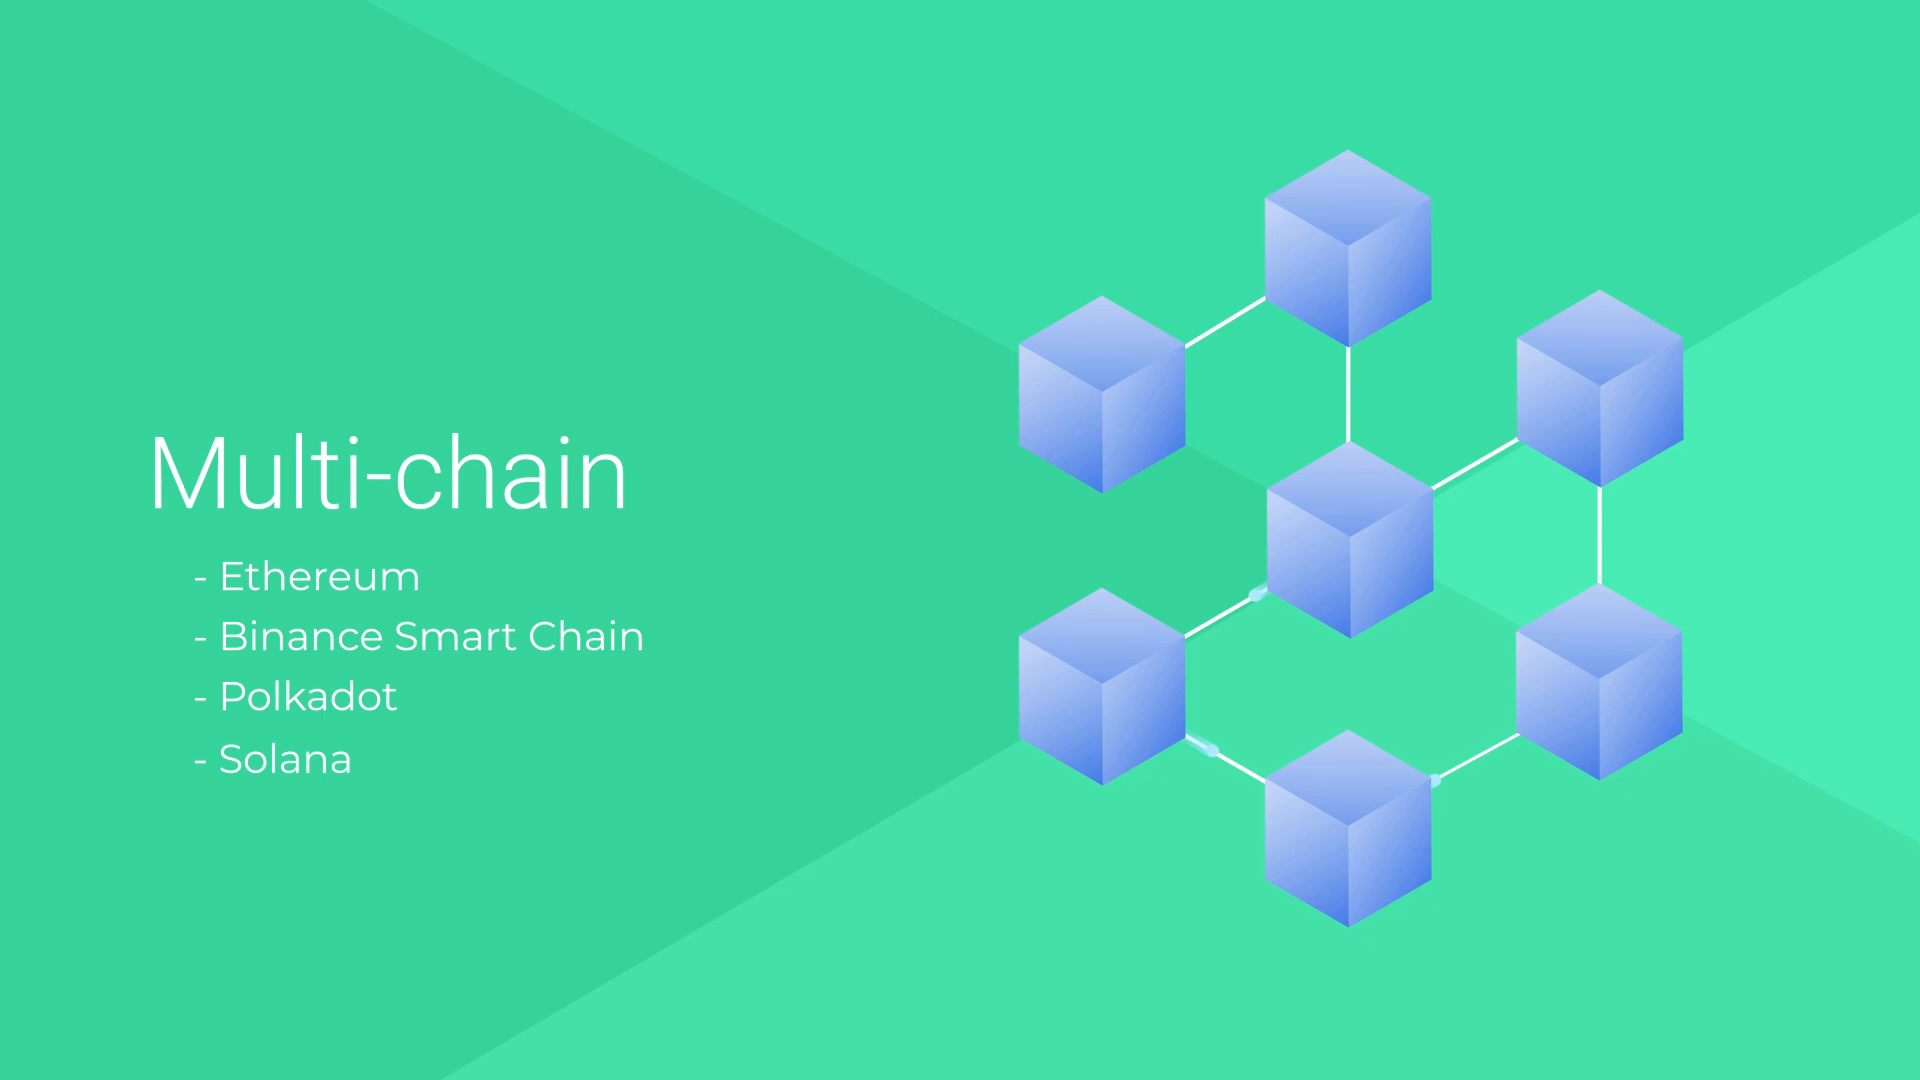 Multi-chain
- Ethereum
- Binance Smart Chain
- Polkadot
- Solana